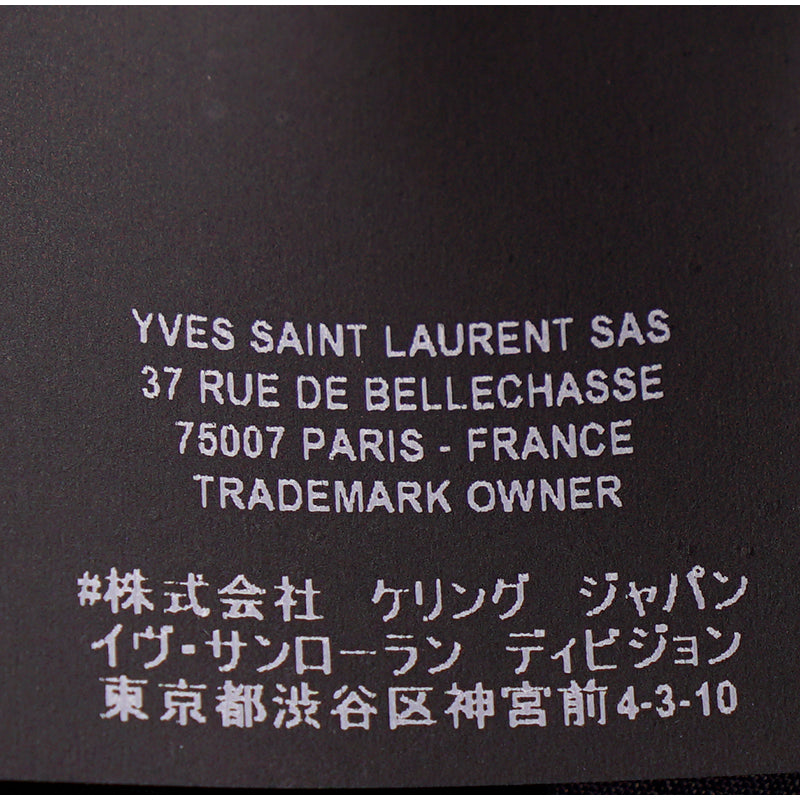 YVES SAINT LAURENT SAS
37 RUE DE BELLECHASSE
75007 PARIS - FRANCE
TRADEMARK OWNER
#株式会社 ケリング ジャパン
イヴ・サンローラン ディビジョン
東京都渋谷区神宮前4-3-10